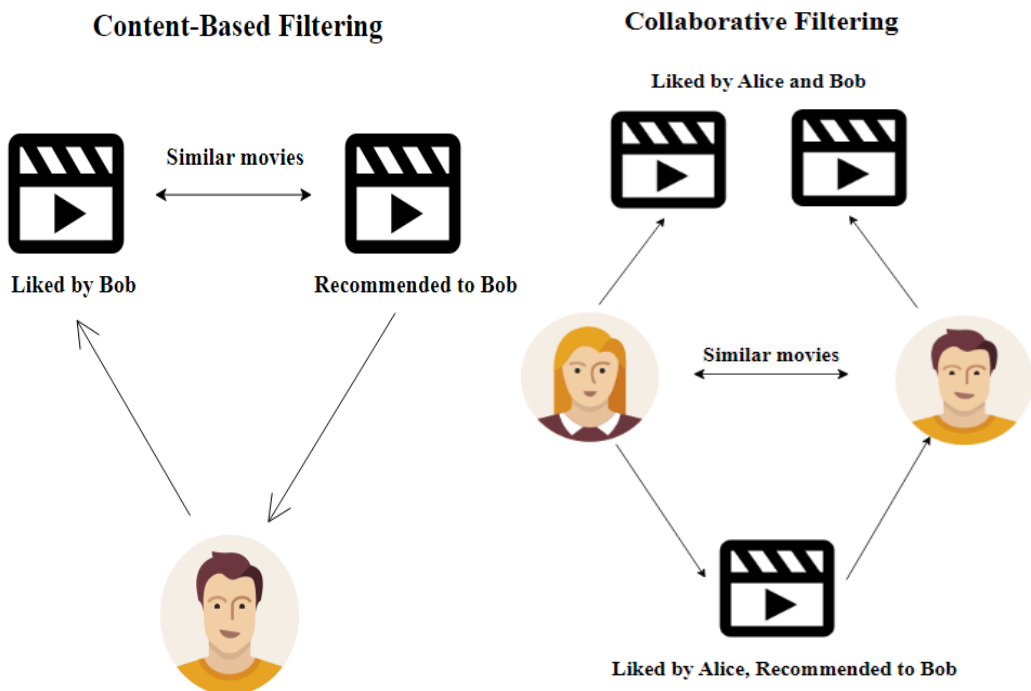 Content-Based Filtering
Similar movies
Liked by Bob
Recommended to Bob
Collaborative Filtering
Liked by Alice and Bob
Similar movies
Liked by Alice, Recommended to Bob